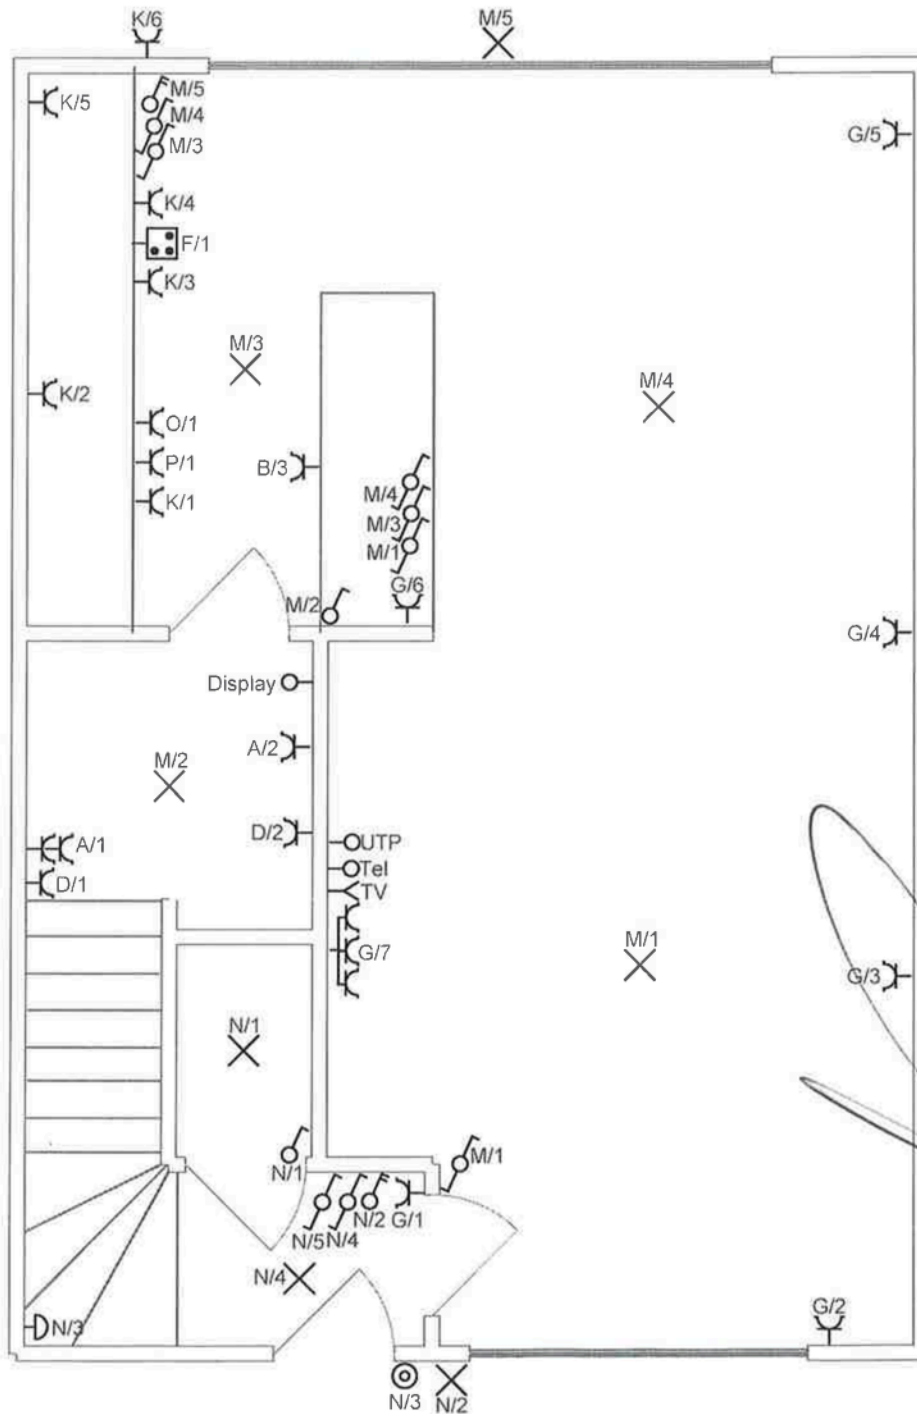 K/6
M/5
K/5
M/5
M/4
M/3
G/5
K/4
F/1
K/3
M/3
M/4
K/2
O/1
P/1
B/3
K/1
M/4
M/3
M/1
G/6
M/2
G/4
Display
A/2
M/2
D/2
UTP
A/1
Tel
D/1
TV
G/7
M/1
G/3
N/1
M/1
N/1
N/5
N/4
N/2
G/1
N/4
N/3
G/2
N/3
N/2